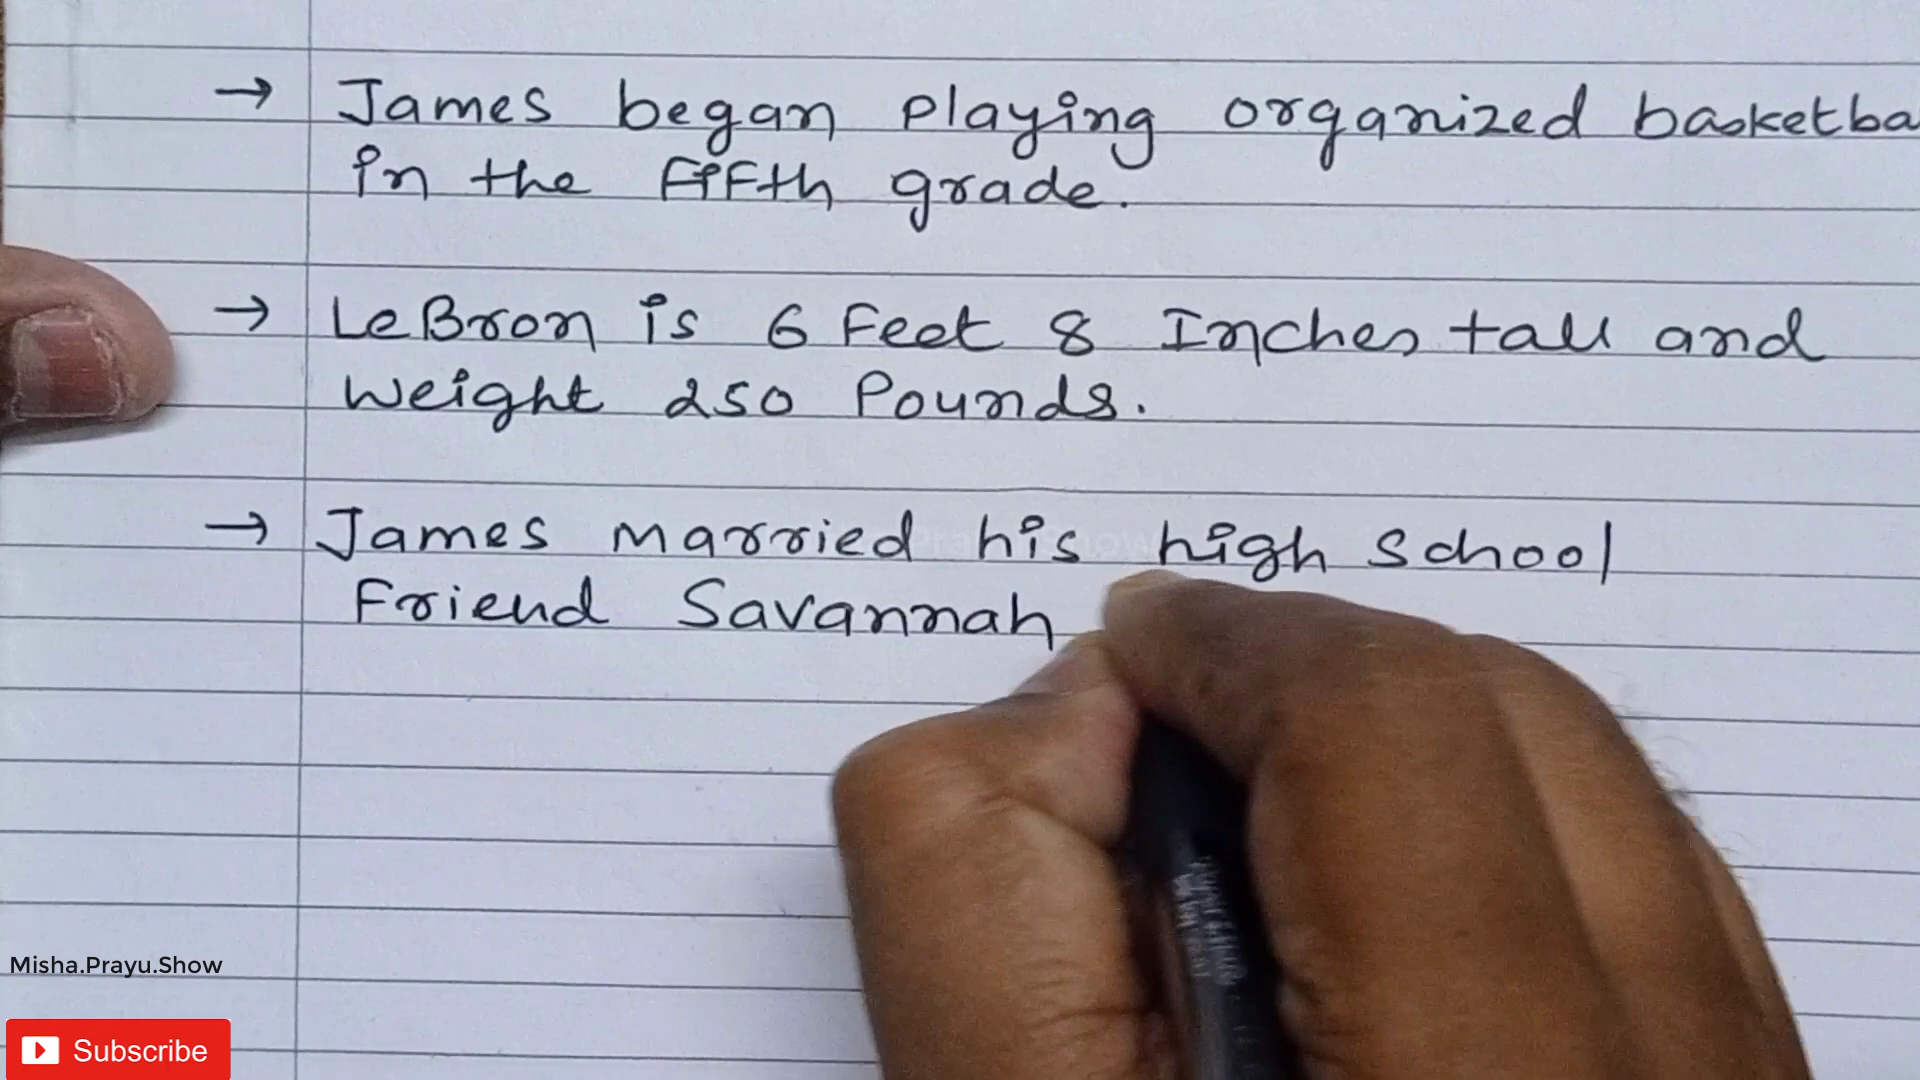 → James began playing organized basketba
in the fifth grade.
→ LeBron is 6 Feet 8 Inches tall and
Weight 250 Pounds.
→ James married his high school
Friend Savannah
Misha.Prayu.Show
Subscribe